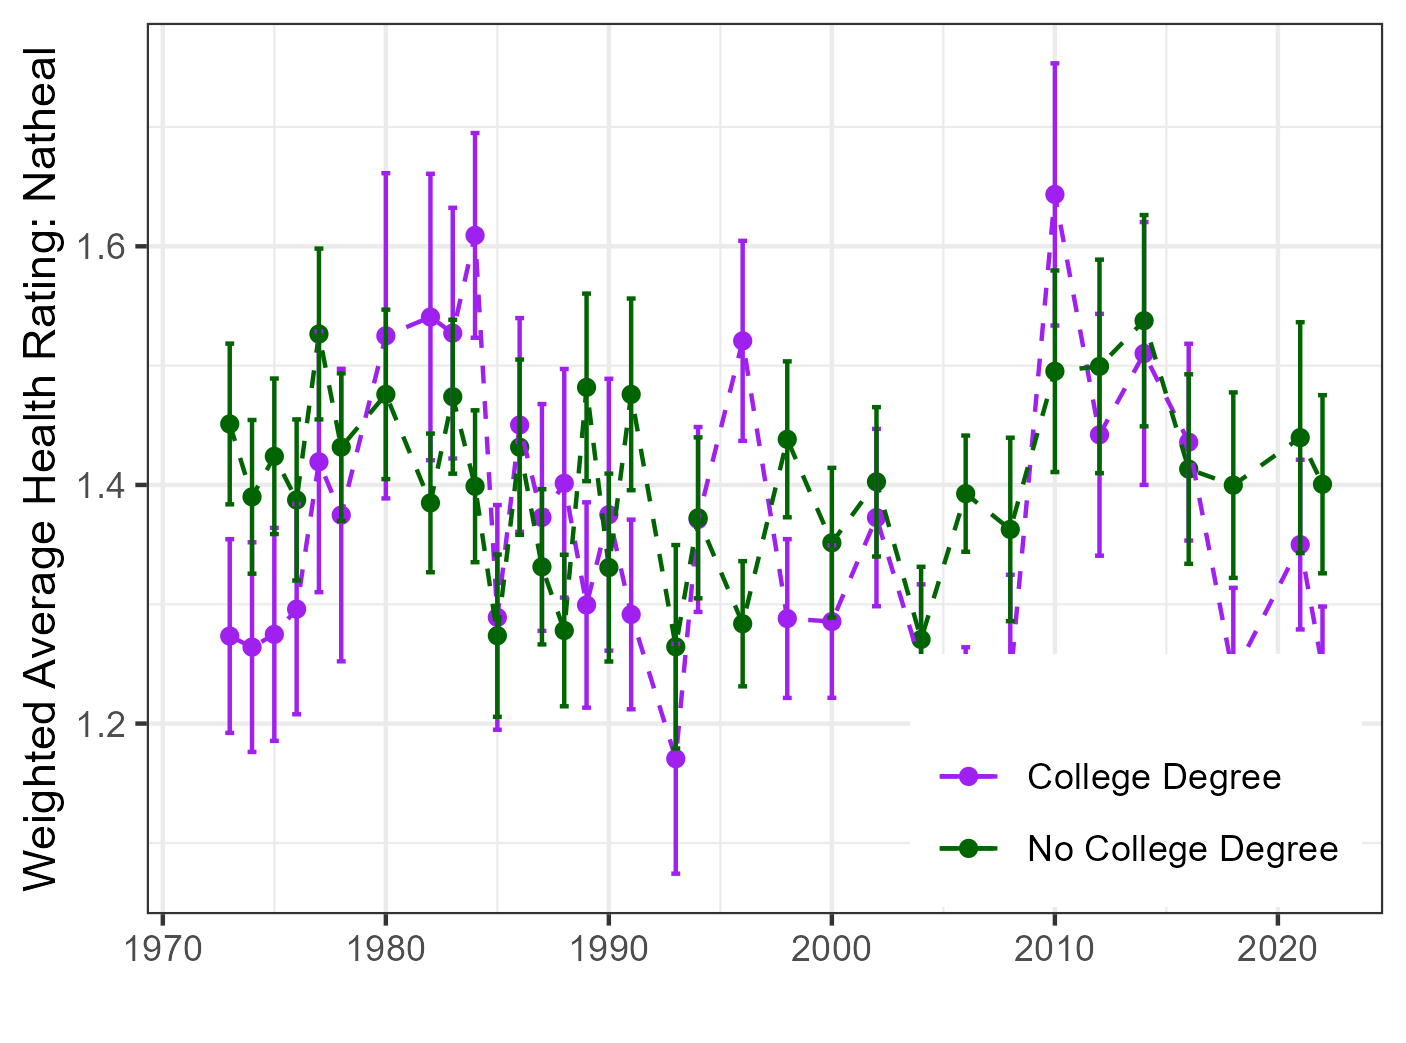 Weighted Average Health Rating: Natheal
1.6
1.4
1.2
1970 1980 1990 2000 2010 2020
College Degree
No College Degree